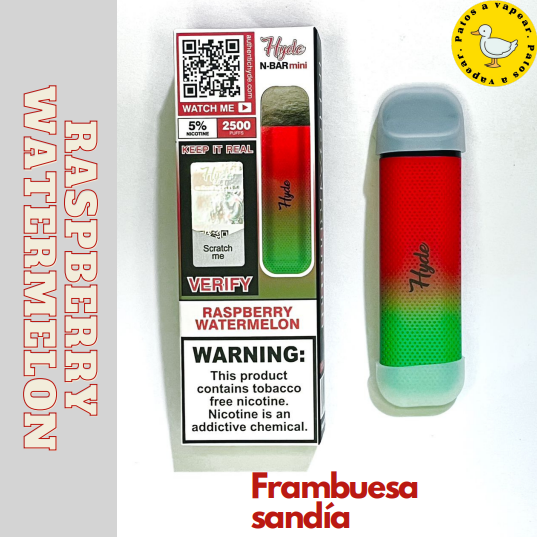 RASPBERRY
WATERMELON
Patos a vapear. Patos a vapear.
Hyde
N-BAR mini
authentichyde.com
WATCH ME
5%
NICOTINE
2500
PUFFS
KEEP IT REAL
Scratch
me
VERIFY
Hyde
RASPBERRY
WATERMELON
WARNING:
This product
contains tobacco
free nicotine.
Nicotine is an
addictive chemical.
Hyde
Frambuesa
sandía